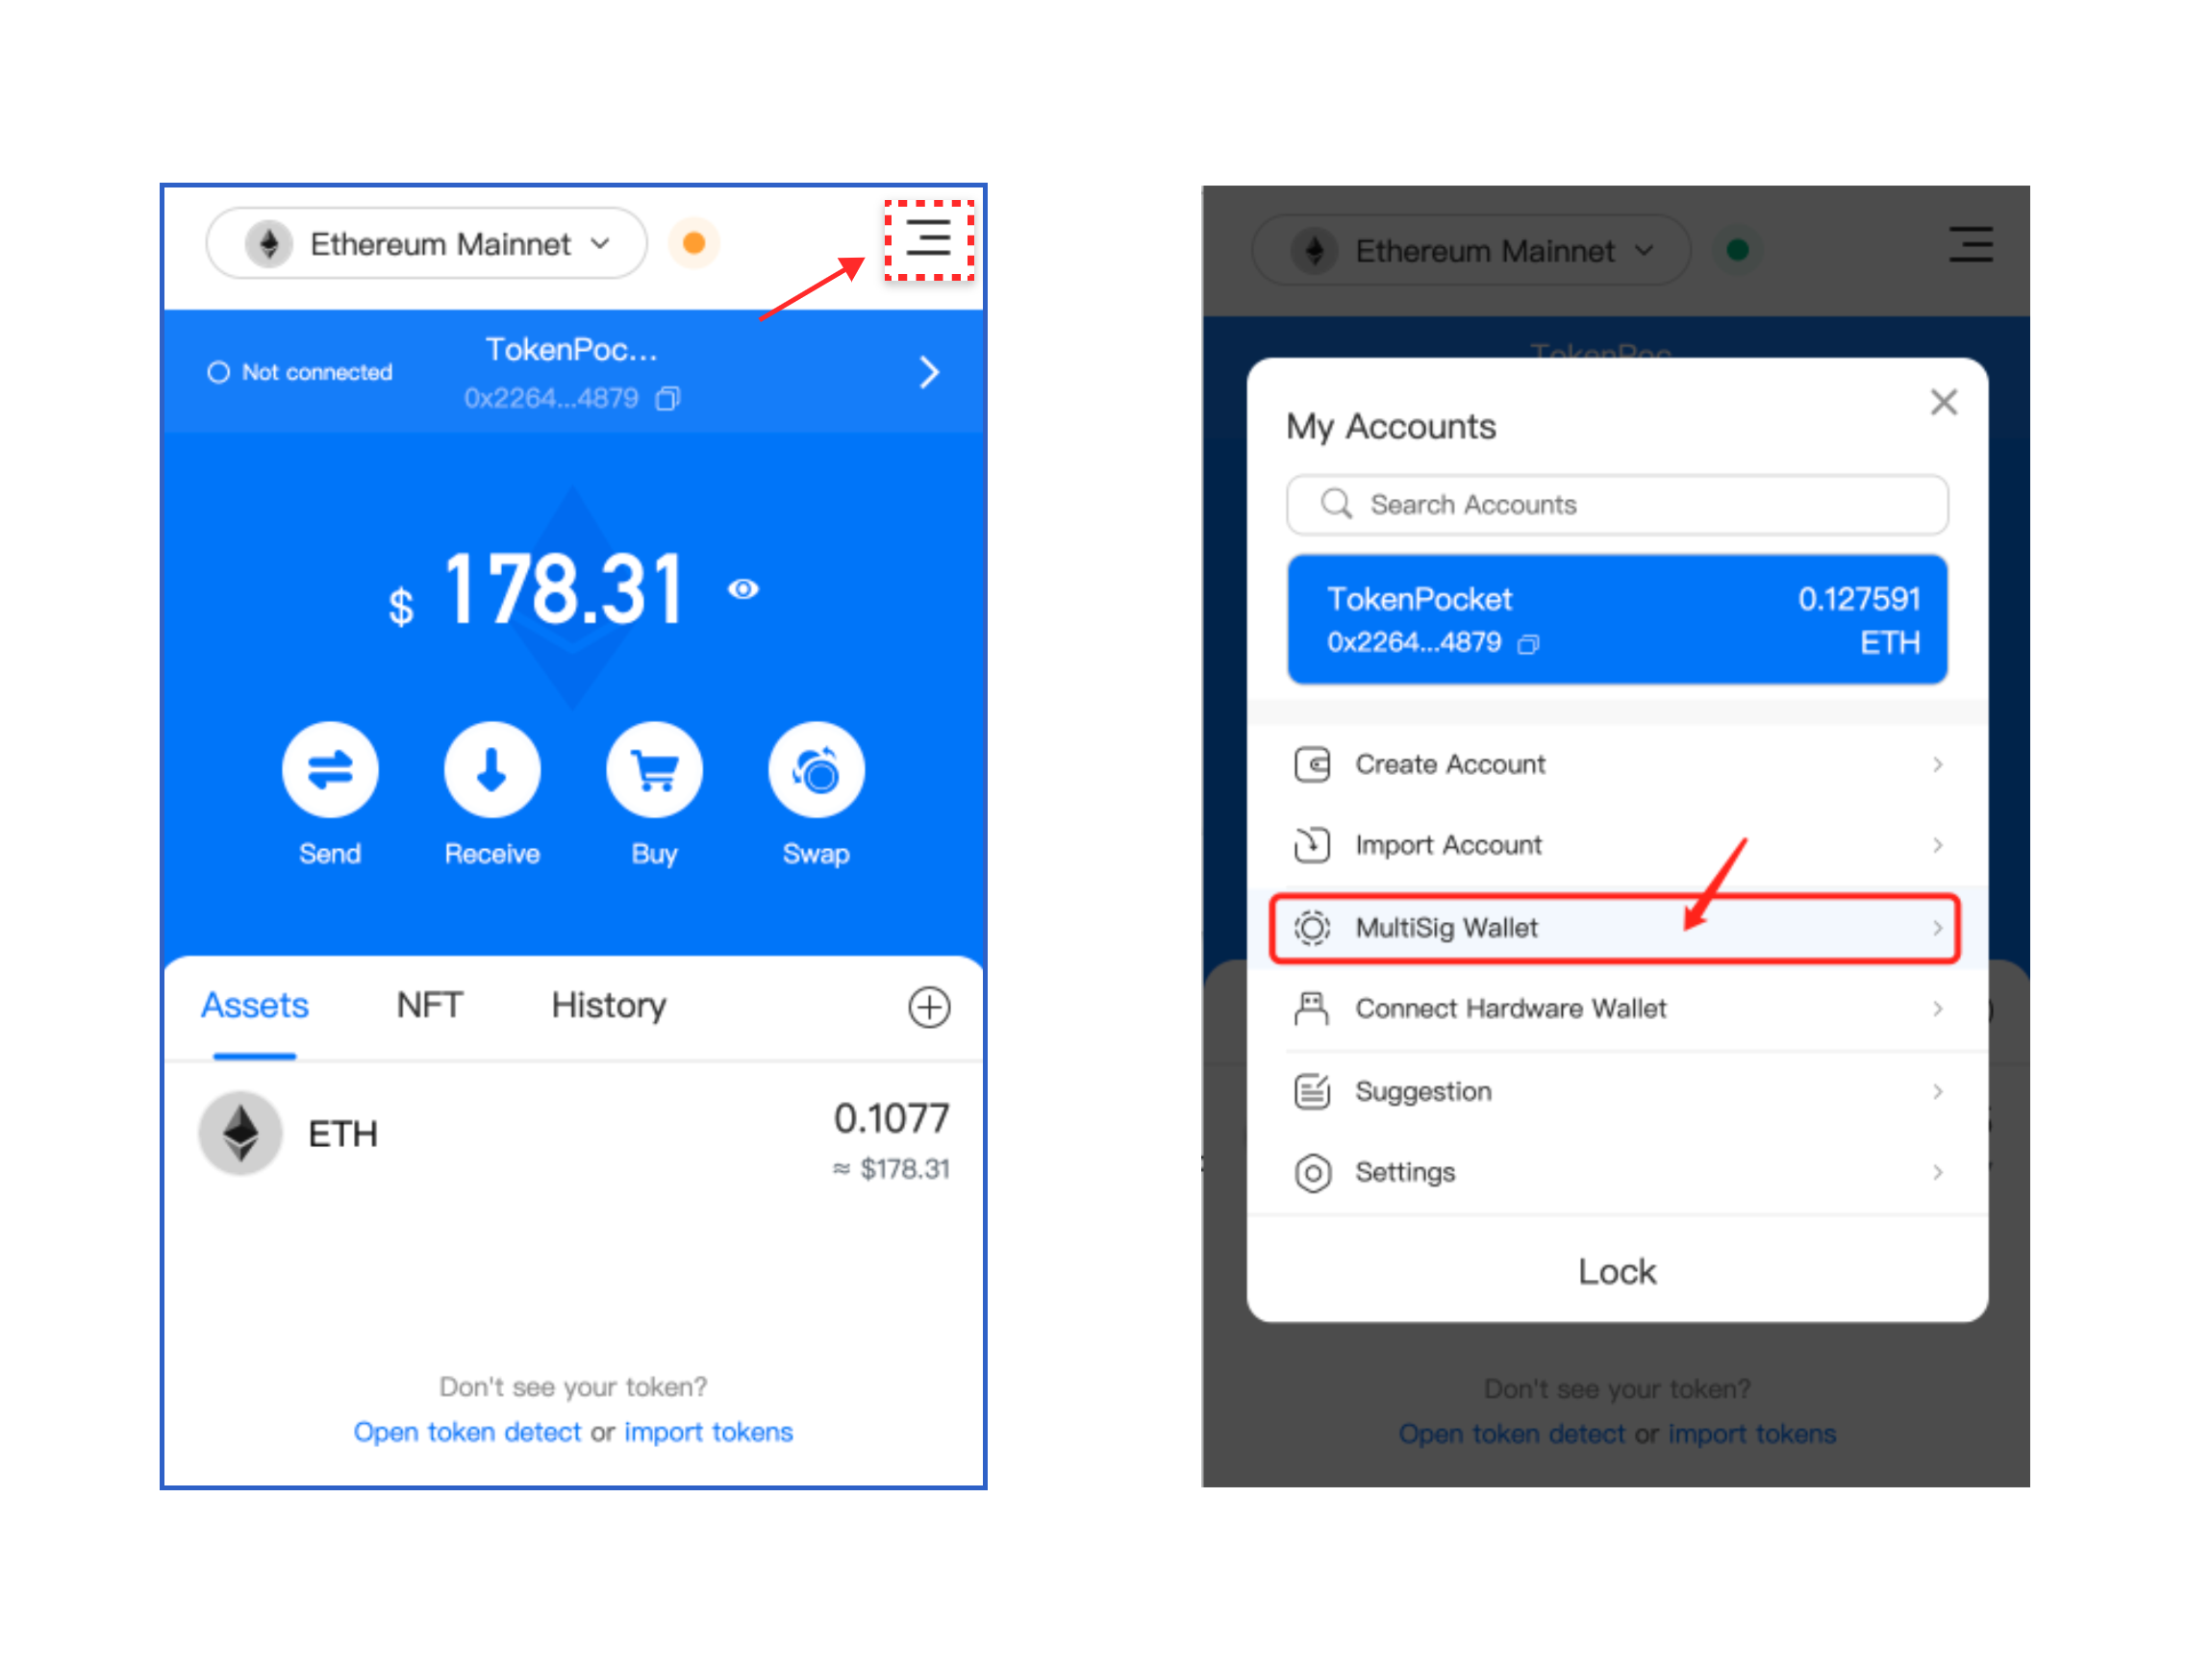 Ethereum Mainnet
Not connected
TokenPoc...
0x2264...4879
$ 178.31
Send Receive Buy Swap
Assets NFT History
ETH
0.1077
≈ $178.31
Don't see your token?
Open token detect or import tokens
Ethereum Mainnet
TokenPoc
My Accounts
Search Accounts
TokenPocket 0.127591
0x2264...4879 ETH
Create Account
Import Account
MultiSig Wallet
Connect Hardware Wallet
Suggestion
Settings
Lock
Don't see your token?
Open token detect or import tokens